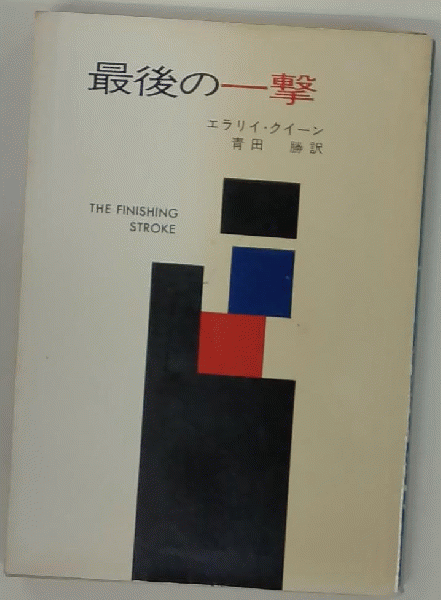 最後の一撃
エラリイ・クイーン
青田 勝訳
THE FINISHING
STROKE